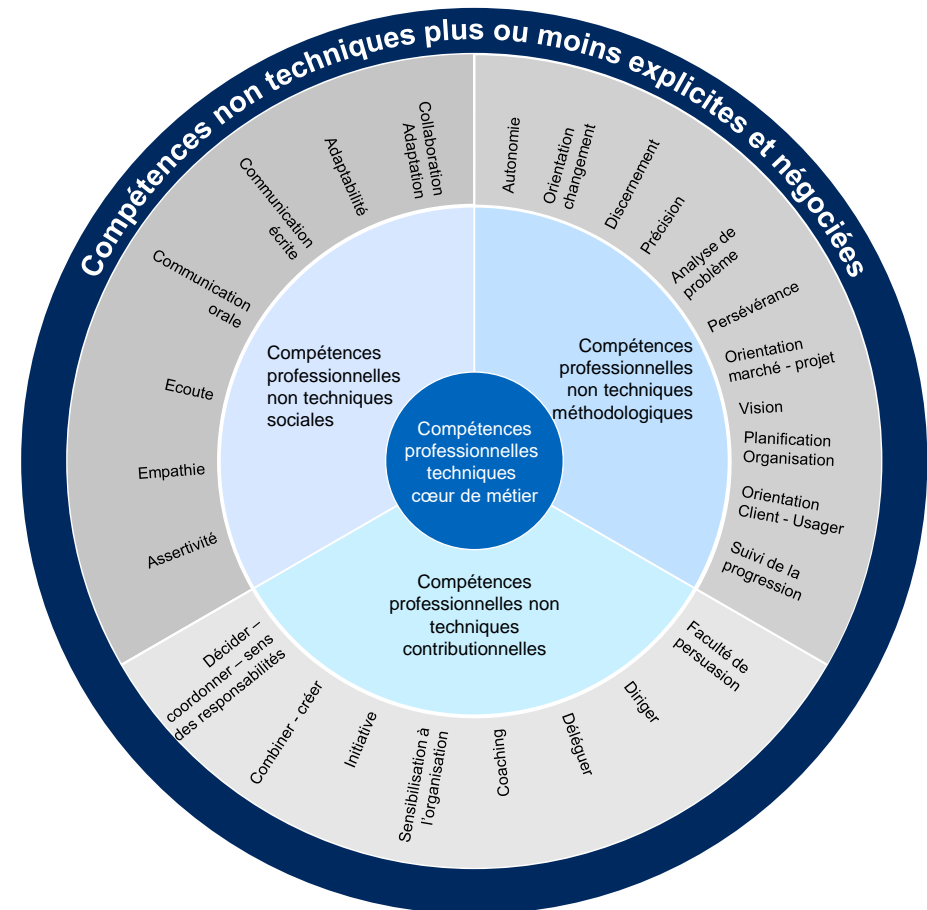 Compétences non techniques plus ou moins explicites et négociées
Collaboration
Adaptation
Adaptabilité
Communication
écrite
Communication
orale
Ecoute
Empathie
Assertivité
Autonomie
Orientation
changement
Discernement
Précision
Analyse de
problème
Persévérance
Orientation
marché - projet
Vision
Planification
Organisation
Orientation
Client - Usager
Suivi de la
progression
Compétences
professionnelles
non techniques
sociales
Compétences
professionnelles
non techniques
méthodologiques
Compétences
professionnelles
techniques
cœur de métier
Compétences
professionnelles non
techniques
contributionnelles
Décider –
coordonner – sens
des responsabilités
Combiner - créer
Initiative
Sensibilisation à
l'organisation
Coaching
Déléguer
Diriger
Faculté de
persuasion